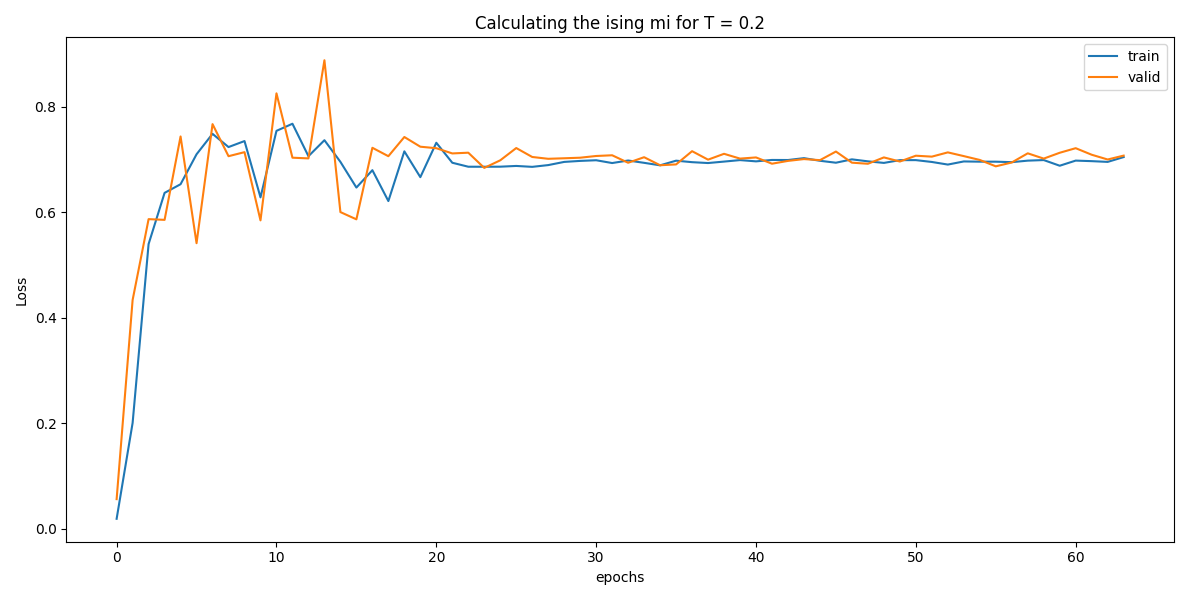 Calculating the ising mi for T = 0.2
train
valid
Loss
0.8
0.6
0.4
0.2
0.0
0 10 20 30 40 50 60
epochs